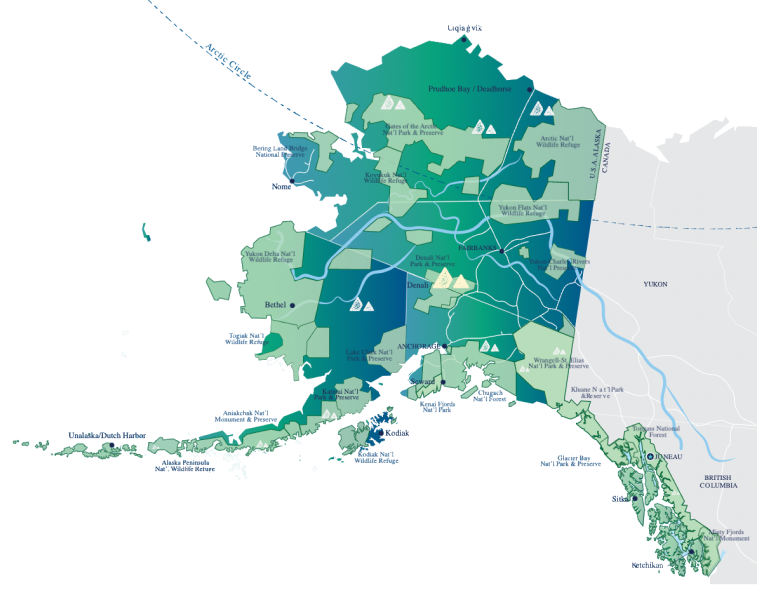 Arctic Circle
Prudhoe Bay / Deadhorse
Gates of the Arctic
Nat'l Park & Preserve
Arctic Nat'l
Wildlife Refuge
U.S.A. ALASKA
CANADA
Bering Land Bridge
National Preserve
Nome
Koyukuk Nat'l
Wildlife Refuge
Yukon Flats Nat'l
Wildlife Refuge
FAIRBANKS
Yukon Delta Nat'l
Wildlife Refuge
Denali Nat'l
Park & Preserve
Yukon Charley Rivers
Nat'l Preserve
Denali
YUKON
Bethel
Togiak Nat'l
Wildlife Refuge
ANCHORAGE
Lake Clark Nat'l
Park & Preserve
Wrangell-St. Elias
Nat'l Park & Preserve
Seward
Katmai Nat'l
Park & Preserve
Kenai Fjords
Nat'l Park
Chugach
Nat'l Forest
Kluane Nat'l Park
& Reserve
Aniakchak Nat'l
Monument & Preserve
Unalaska/Dutch Harbor
Kodiak
Tongass National
Forest
Alaska Peninsula
Nat'. Wildlife Refuge
Kodiak Nat'l
Wildlife Refuge
Glacier Bay
Nat'l Park & Preserve
JUNEAU
BRITISH
COLUMBIA
Sitka
Misty Fjords
Nat'l Monument
Ketchikan